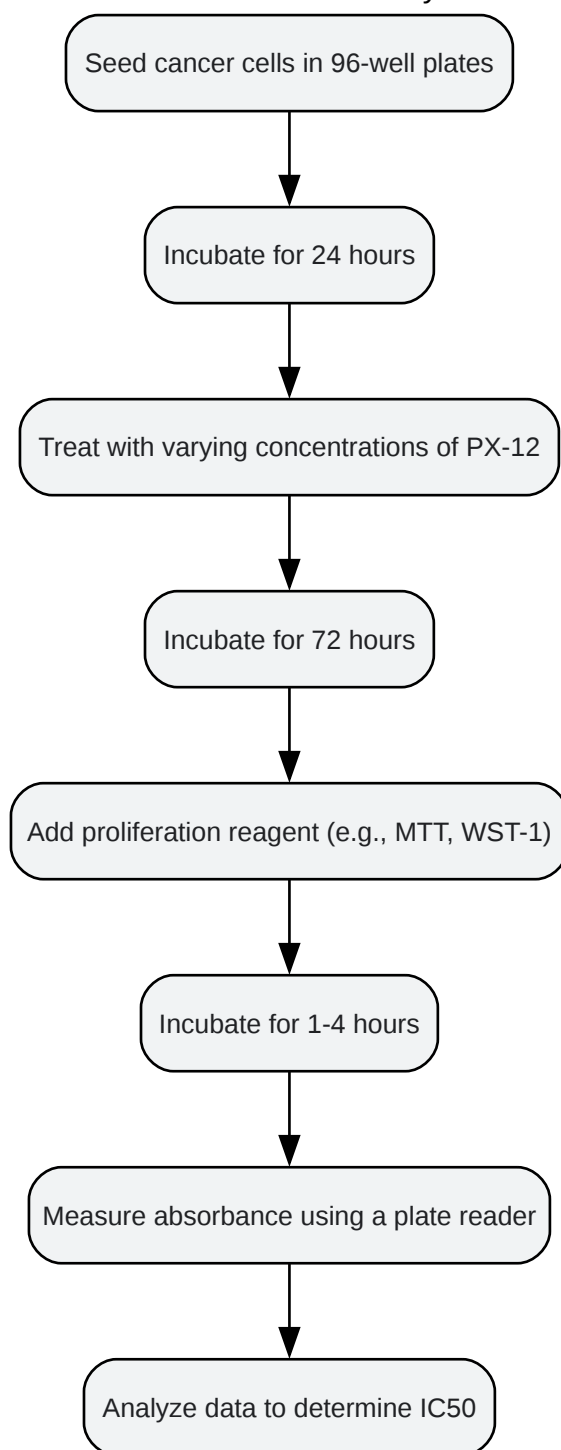 Seed cancer cells in 96-well plates
Incubate for 24 hours
Treat with varying concentrations of PX-12
Incubate for 72 hours
Add proliferation reagent (e.g., MTT, WST-1)
Incubate for 1-4 hours
Measure absorbance using a plate reader
Analyze data to determine IC50